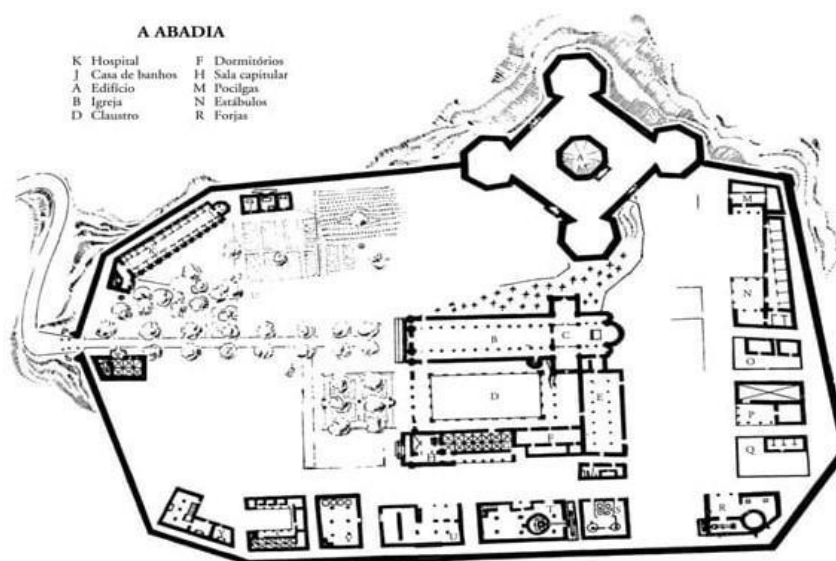 A ABADIA
K Hospital F Dormitórios
J Casa de banhos H Sala capitular
A Edifício M Pocilgas
B Igreja N Estábulos
D Claustro R Forjas
A
M
N
B C
O
D E
P
F
H
Q
T S R
U